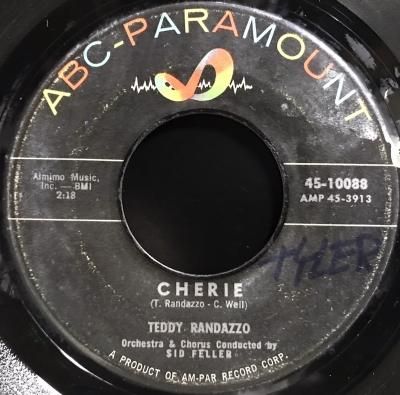 ABC-PARAMOUNT
Almimo Music,
Inc. — BMI
2:18
45-10088
AMP 45-3913
TYLER
CHERIE
(T. Randazzo - C. Weil)
TEDDY RANDAZZO
Orchestra & Chorus Conducted by
SID FELLER
A PRODUCT OF AM-PAR RECORD CORP.